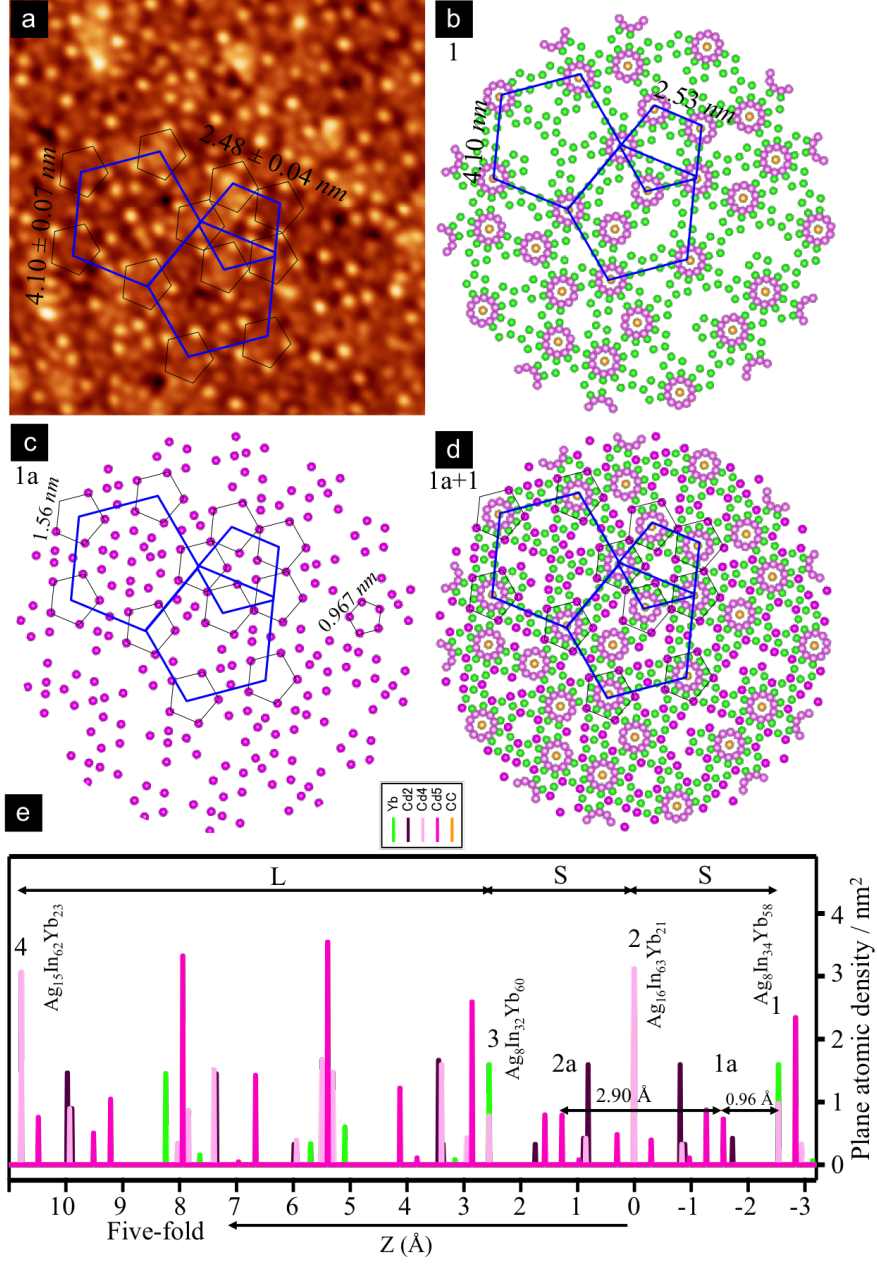 a
4.10 ± 0.07 nm
2.48 ± 0.04 nm
b
1
4.10 nm
2.53 nm
c
1a
1.56 nm
0.967 nm
d
1a+1
e
Yb
Cd2
Cd4
Cd5
CC
L
S
S
4
Ag₁₅In₆₂Yb₂₃
3
Ag₈In₃₂Yb₆₀
2
Ag₁₆In₆₃Yb₂₁
Ag₈In₃₄Yb₅₈
1
2a
1a
2.90 Å
0.96 Å
4
3
2
1
0
Plane atomic density / nm²
10 9 8 7 6 5 4 3 2 1 0 -1 -2 -3
Five-fold
Z (Å)